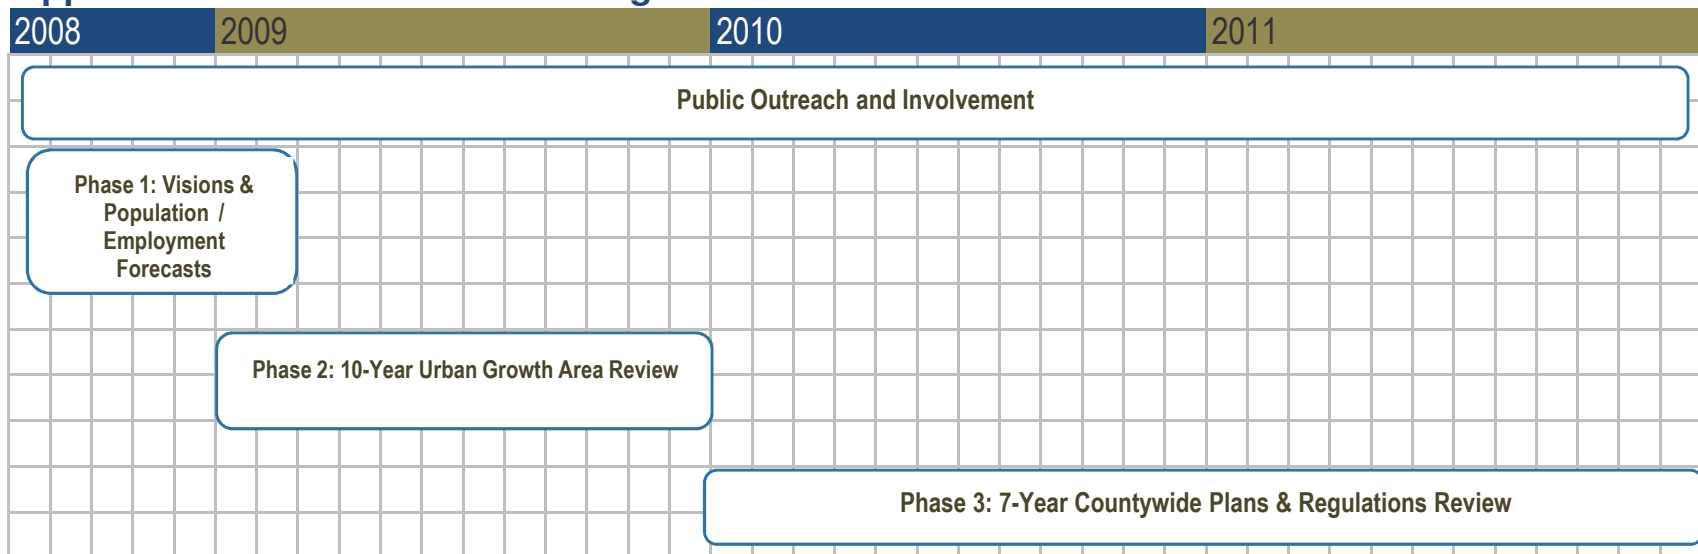 2008 2009 2010 2011
Public Outreach and Involvement
Phase 1: Visions &
Population /
Employment
Forecasts
Phase 2: 10-Year Urban Growth Area Review
Phase 3: 7-Year Countywide Plans & Regulations Review